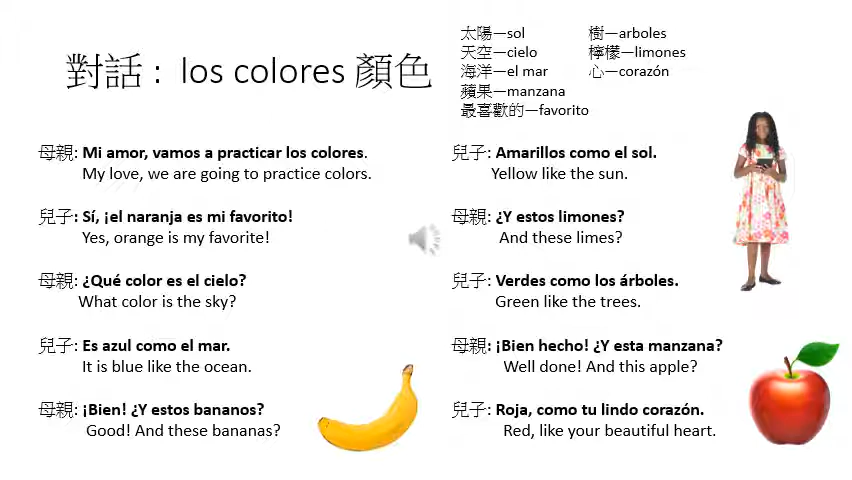 對話 : los colores 顏色
太陽—sol
天空—cielo
海洋—el mar
蘋果—manzana
最喜歡的—favorito
樹—arboles
檸檬—limones
心—corazón
母親: Mi amor, vamos a practicar los colores.
My love, we are going to practice colors.
兒子: Sí, ¡el naranja es mi favorito!
Yes, orange is my favorite!
母親: ¿Qué color es el cielo?
What color is the sky?
兒子: Es azul como el mar.
It is blue like the ocean.
母親: ¡Bien! ¿Y estos bananos?
Good! And these bananas?
兒子: Amarillos como el sol.
Yellow like the sun.
母親: ¿Y estos limones?
And these limes?
兒子: Verdes como los árboles.
Green like the trees.
母親: ¡Bien hecho! ¿Y esta manzana?
Well done! And this apple?
兒子: Roja, como tu lindo corazón.
Red, like your beautiful heart.